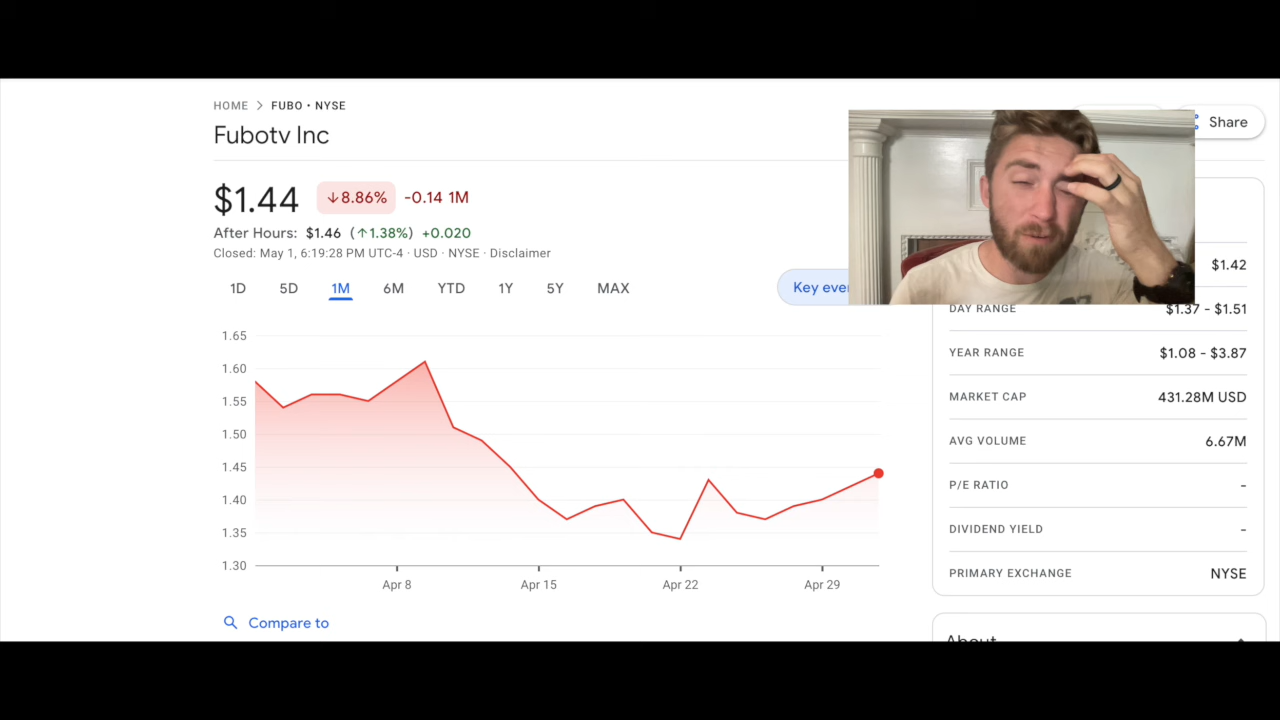 HOME > FUBO • NYSE
Fubotv Inc
Share
$1.44 ↓8.86% -0.14 1M
After Hours: $1.46 (↑1.38%) +0.020
Closed: May 1, 6:19:28 PM UTC-4 · USD · NYSE · Disclaimer
1D 5D 1M 6M YTD 1Y 5Y MAX
Key
1.65
1.60
1.55
1.50
1.45
1.40
1.35
1.30
Apr 8 Apr 15 Apr 22 Apr 29
Compare to
$1.42
DAY RANGE $1.37 - $1.51
YEAR RANGE $1.08 - $3.87
MARKET CAP 431.28M USD
AVG VOLUME 6.67M
P/E RATIO -
DIVIDEND YIELD -
PRIMARY EXCHANGE NYSE
About